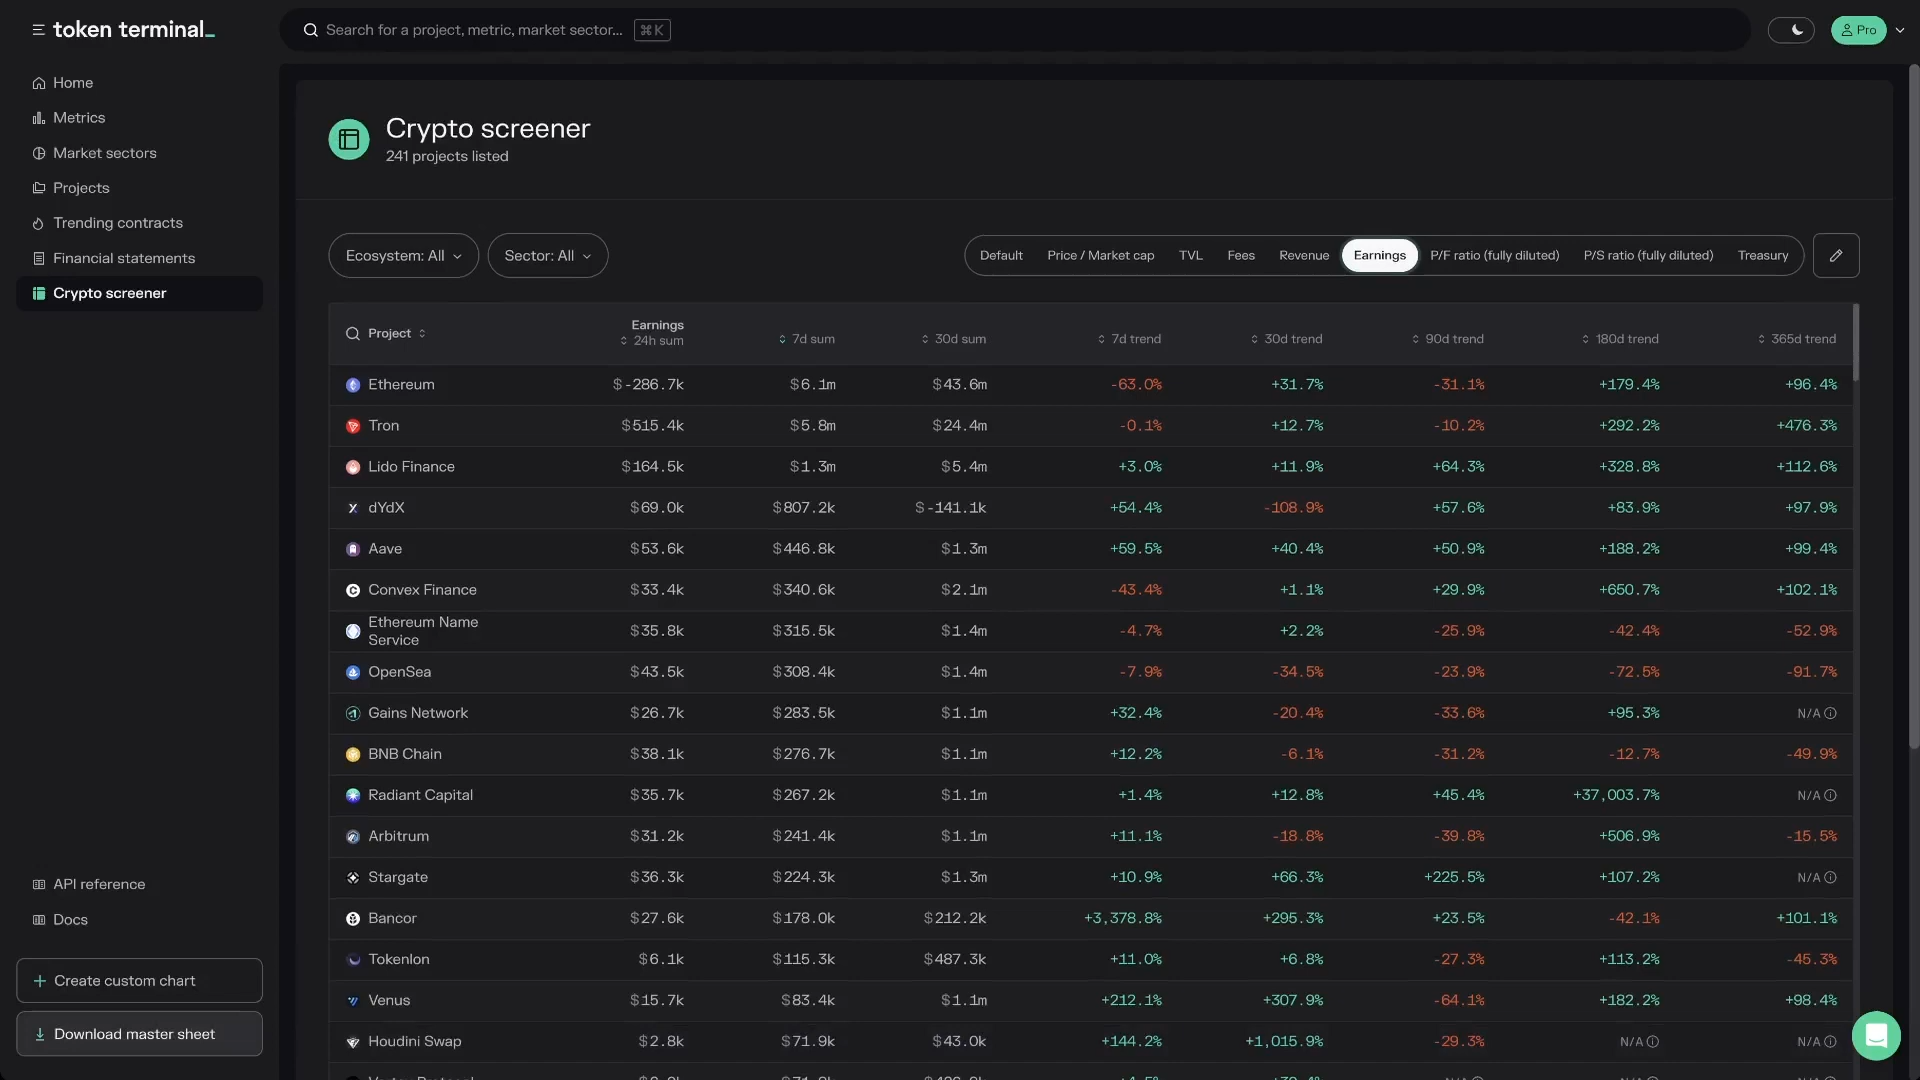 token terminal_
Search for a project, metric, market sector... ⌘K
Pro
Home
Metrics
Market sectors
Projects
Trending contracts
Financial statements
Crypto screener
API reference
Docs
+ Create custom chart
Download master sheet
Crypto screener
241 projects listed
Ecosystem: All
Sector: All
Default Price / Market cap TVL Fees Revenue Earnings P/F ratio (fully diluted) P/S ratio (fully diluted) Treasury
Earnings
Project 24h sum 7d sum 30d sum 7d trend 30d trend 90d trend 180d trend 365d trend
Ethereum $-286.7k $6.1m $43.6m -63.0% +31.7% -31.1% +179.4% +96.4%
Tron $515.4k $5.8m $24.4m -0.1% +12.7% -10.2% +292.2% +476.3%
Lido Finance $164.5k $1.3m $5.4m +3.0% +11.9% +64.3% +328.8% +112.6%
dYdX $69.0k $807.2k $-141.1k +54.4% -108.9% +57.6% +83.9% +97.9%
Aave $53.6k $446.8k $1.3m +59.5% +40.4% +50.9% +188.2% +99.4%
Convex Finance $33.4k $340.6k $2.1m -43.4% +1.1% +29.9% +650.7% +102.1%
Ethereum Name
Service $35.8k $315.5k $1.4m -4.7% +2.2% -25.9% -42.4% -52.9%
OpenSea $43.5k $308.4k $1.4m -7.9% -34.5% -23.9% -72.5% -91.7%
Gains Network $26.7k $283.5k $1.1m +32.4% -20.4% -33.6% +95.3% N/A
BNB Chain $38.1k $276.7k $1.1m +12.2% -6.1% -31.2% -12.7% -49.9%
Radiant Capital $35.7k $267.2k $1.1m +1.4% +12.8% +45.4% +37,003.7% N/A
Arbitrum $31.2k $241.4k $1.1m +11.1% -18.8% -39.8% +506.9% -15.5%
Stargate $36.3k $224.3k $1.3m +10.9% +66.3% +225.5% +107.2% N/A
Bancor $27.6k $178.0k $212.2k +3,378.8% +295.3% +23.5% -42.1% +101.1%
Tokenlon $6.1k $115.3k $487.3k +11.0% +6.8% -27.3% +113.2% -45.3%
Venus $15.7k $83.4k $1.1m +212.1% +307.9% -64.1% +182.2% +98.4%
Houdini Swap $2.8k $71.9k $43.0k +144.2% +1,015.9% -29.3% N/A N/A